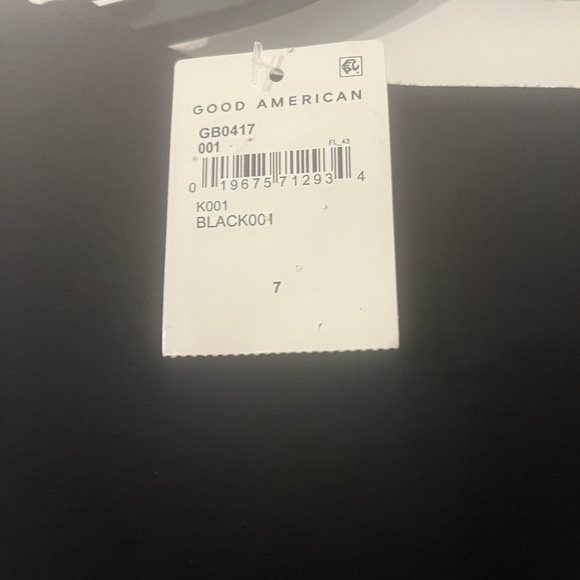 GOOD AMERICAN
GB0417
001
FL_43
0 19675 71293 4
K001
BLACK001
7